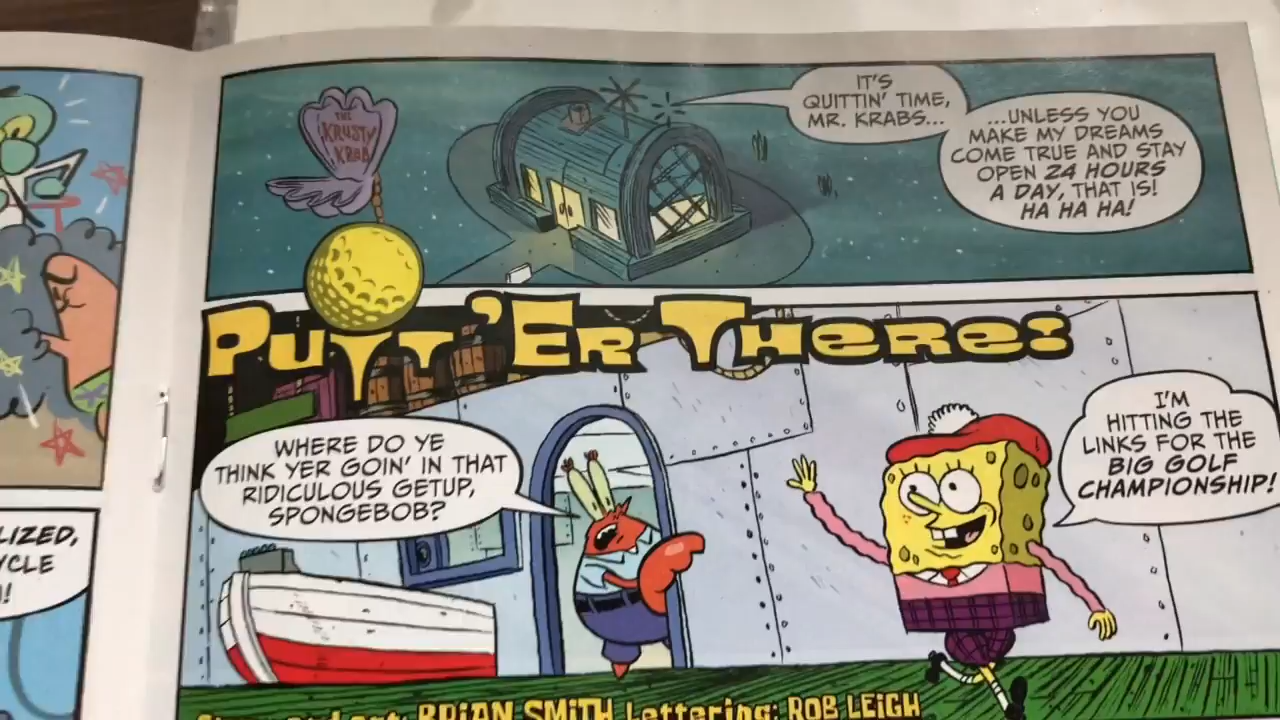 THE
KRUSTY
KRAB
IT'S
QUITTIN' TIME,
MR. KRABS...
...UNLESS YOU
MAKE MY DREAMS
COME TRUE AND STAY
OPEN 24 HOURS
A DAY, THAT IS!
HA HA HA!
PUTT 'ER THERE:
WHERE DO YE
THINK YER GOIN' IN THAT
RIDICULOUS GETUP,
SPONGEBOB?
I'M
HITTING THE
LINKS FOR THE
BIG GOLF
CHAMPIONSHIP!
BRIAN SMITH Lettering: ROB LEIGH